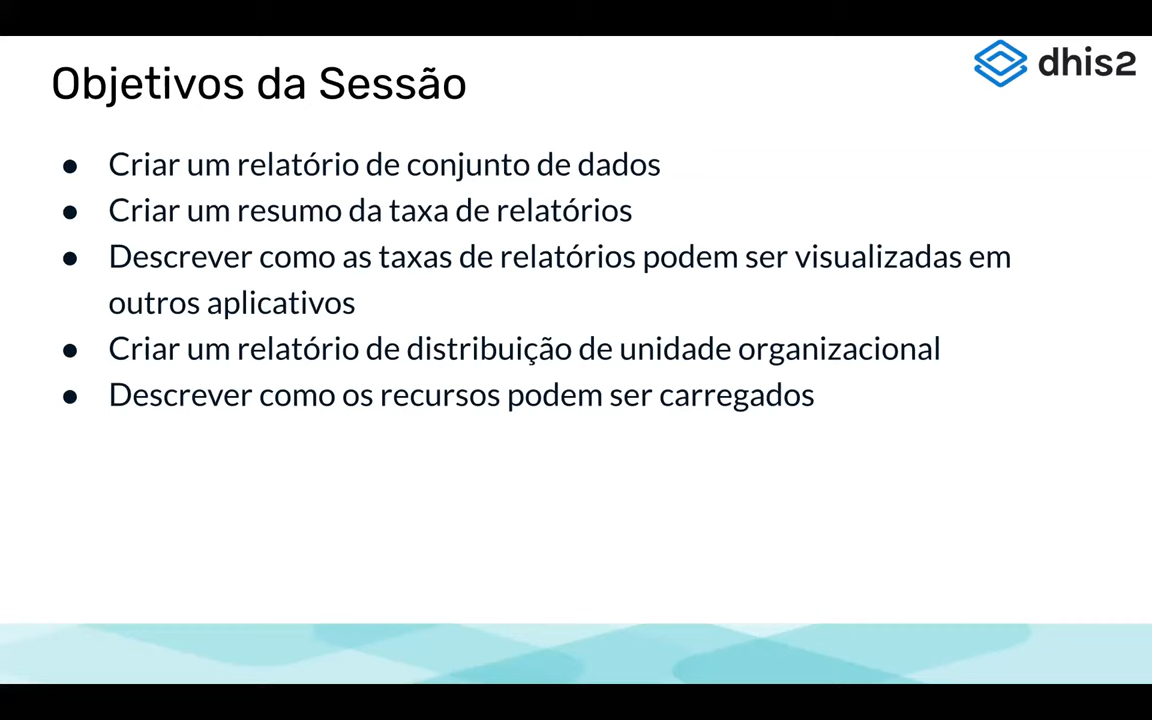 dhis2
Objetivos da Sessão
● Criar um relatório de conjunto de dados
● Criar um resumo da taxa de relatórios
● Descrever como as taxas de relatórios podem ser visualizadas em
outros aplicativos
● Criar um relatório de distribuição de unidade organizacional
● Descrever como os recursos podem ser carregados